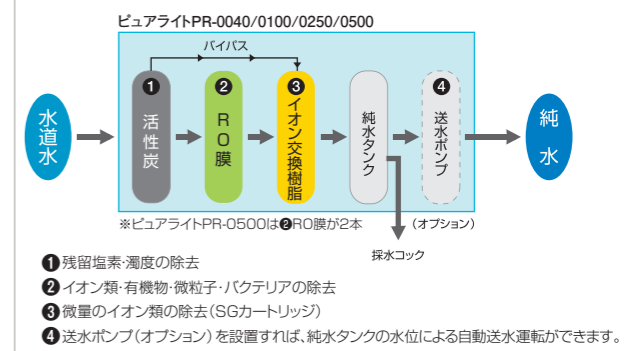 ピュアライトPR-0040/0100/0250/0500
バイパス
水道水
❶活性炭
❷RO膜
❸イオン交換樹脂
純水タンク
❹送水ポンプ
純水
※ピュアライトPR-0500は❷RO膜が2本
(オプション)
採水コック
❶残留塩素・濁度の除去
❷イオン類・有機物・微粒子・バクテリアの除去
❸微量のイオン類の除去(SGカートリッジ)
❹送水ポンプ(オプション)を設置すれば、純水タンクの水位による自動送水運転ができます。